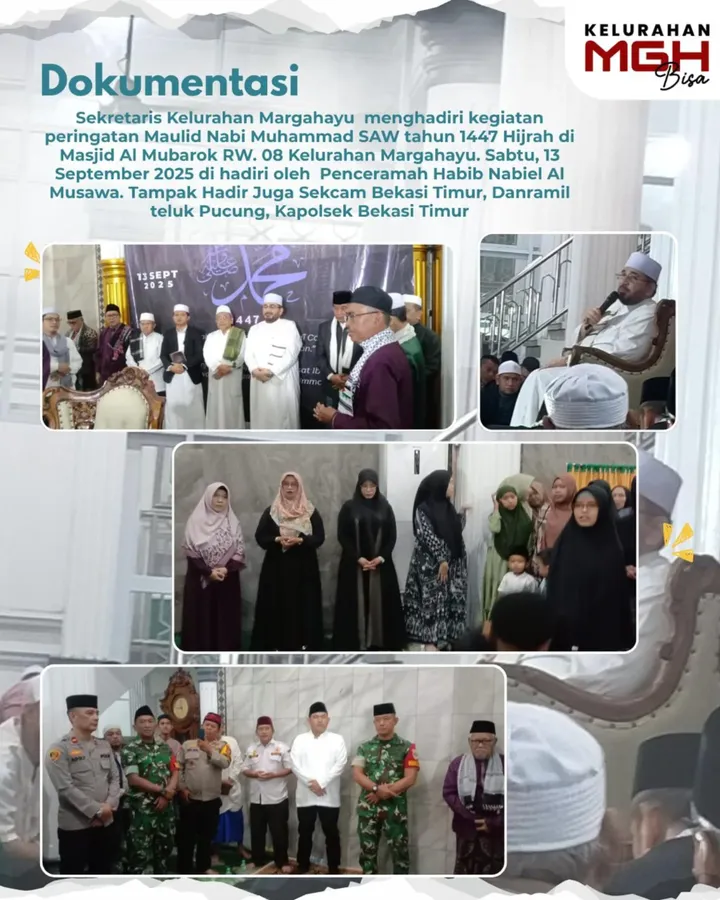 KELURAHAN
MGH
Bisa
Dokumentasi
Sekretaris Kelurahan Margahayu menghadiri kegiatan
peringatan Maulid Nabi Muhammad SAW tahun 1447 Hijrah di
Masjid Al Mubarok RW. 08 Kelurahan Margahayu. Sabtu, 13
September 2025 di hadiri oleh Penceramah Habib Nabiel Al
Musawa. Tampak Hadir Juga Sekcam Bekasi Timur, Danramil
teluk Pucung, Kapolsek Bekasi Timur
13 SEPT
2025
محمد
447